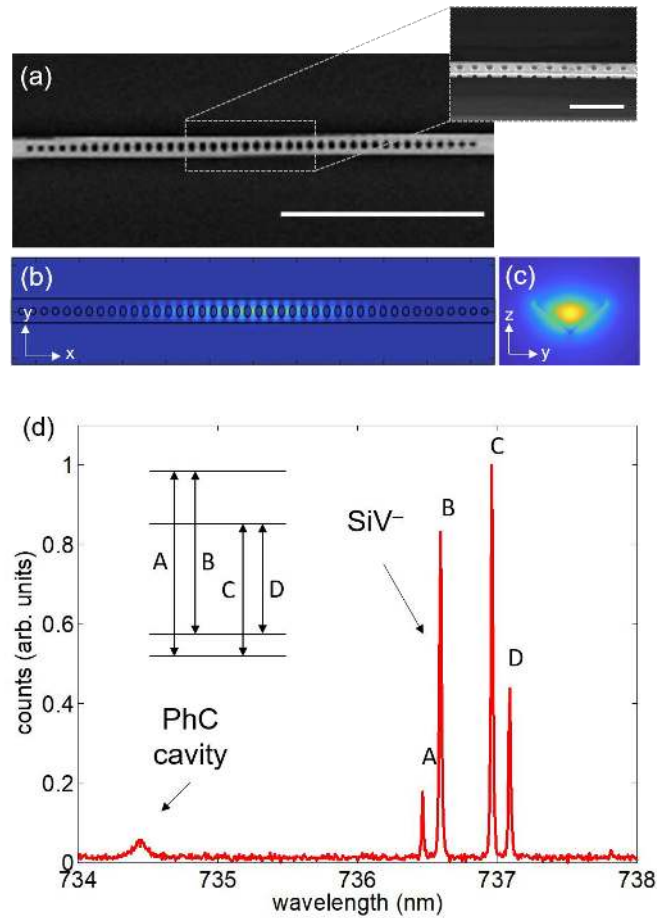 (a)
(b)
y
x
(c)
z
y
(d)
counts (arb. units)
1
0.8
0.6
0.4
0.2
0
A
B
C
D
PhC
cavity
SiV⁻
A
B
C
D
734
735
736
737
738
wavelength (nm)